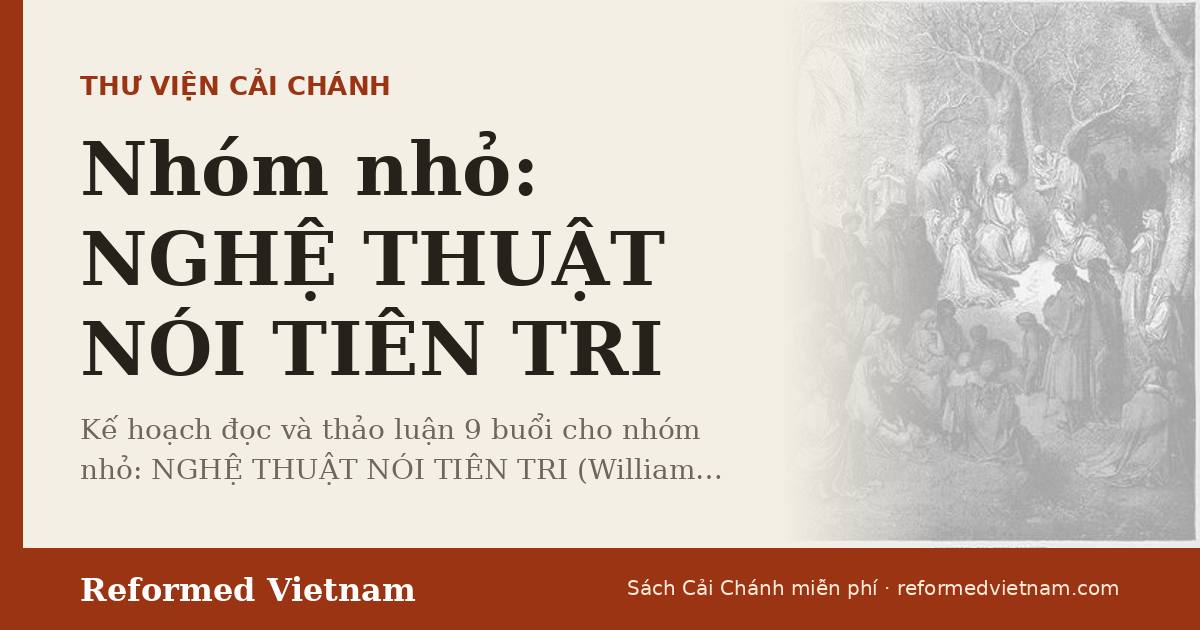 THƯ VIỆN CẢI CHÁNH
Nhóm nhỏ:
NGHỆ THUẬT
NÓI TIÊN TRI
Kế hoạch đọc và thảo luận 9 buổi cho nhóm
nhỏ: NGHỆ THUẬT NÓI TIÊN TRI (William...
Reformed Vietnam
Sách Cải Chánh miễn phí · reformedvietnam.com